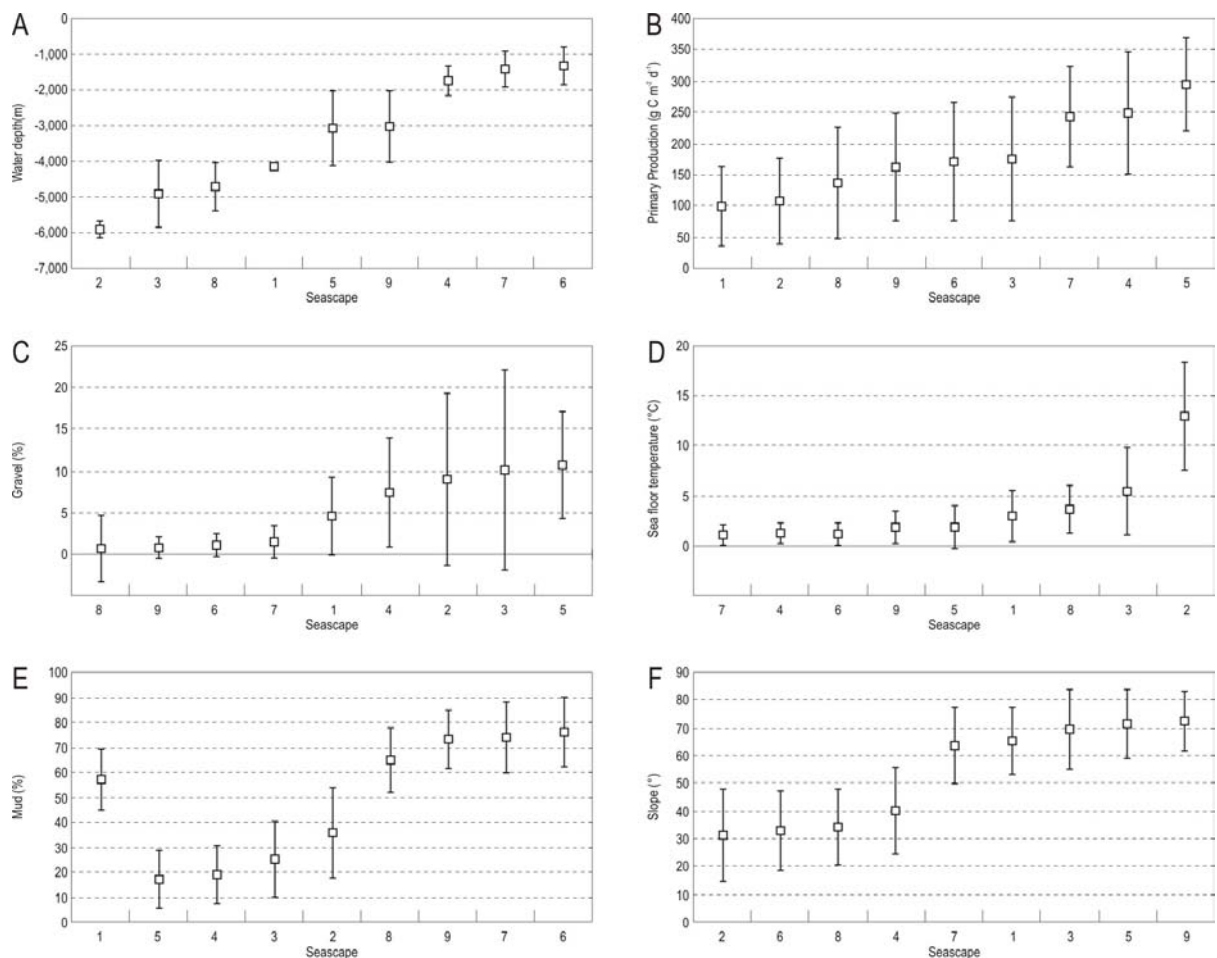 A
0
-1,000
-2,000
-3,000
-4,000
-5,000
-6,000
-7,000
Water depth(m)
2 3 8 1 5 9 4 7 6
Seascape
B
400
350
300
250
200
150
100
50
0
Primary Production (g C m⁻² d⁻¹)
1 2 8 9 6 3 7 4 5
Seascape
C
25
20
15
10
5
0
Gravel (%)
8 9 6 7 1 4 2 3 5
Seascape
D
20
15
10
5
0
Sea floor temperature (°C)
7 4 6 9 5 1 8 3 2
Seascape
E
100
90
80
70
60
50
40
30
20
10
0
Mud (%)
1 5 4 3 2 8 9 7 6
Seascape
F
90
80
70
60
50
40
30
20
10
0
Slope (°)
2 6 8 4 7 1 3 5 9
Seascape